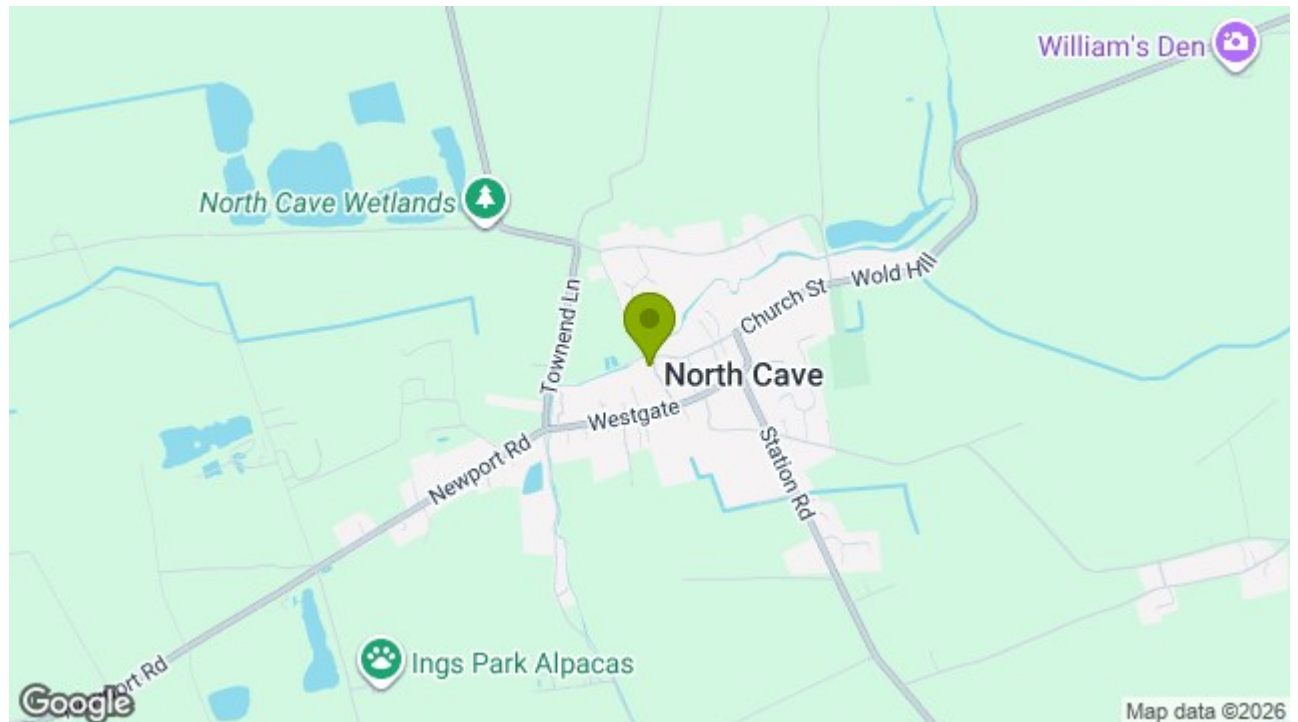 William's Den
North Cave Wetlands
Townend Ln
Church St
Wold Hill
North Cave
Westgate
Newport Rd
Station Rd
Ings Park Alpacas
Rd
Google
Map data ©2026